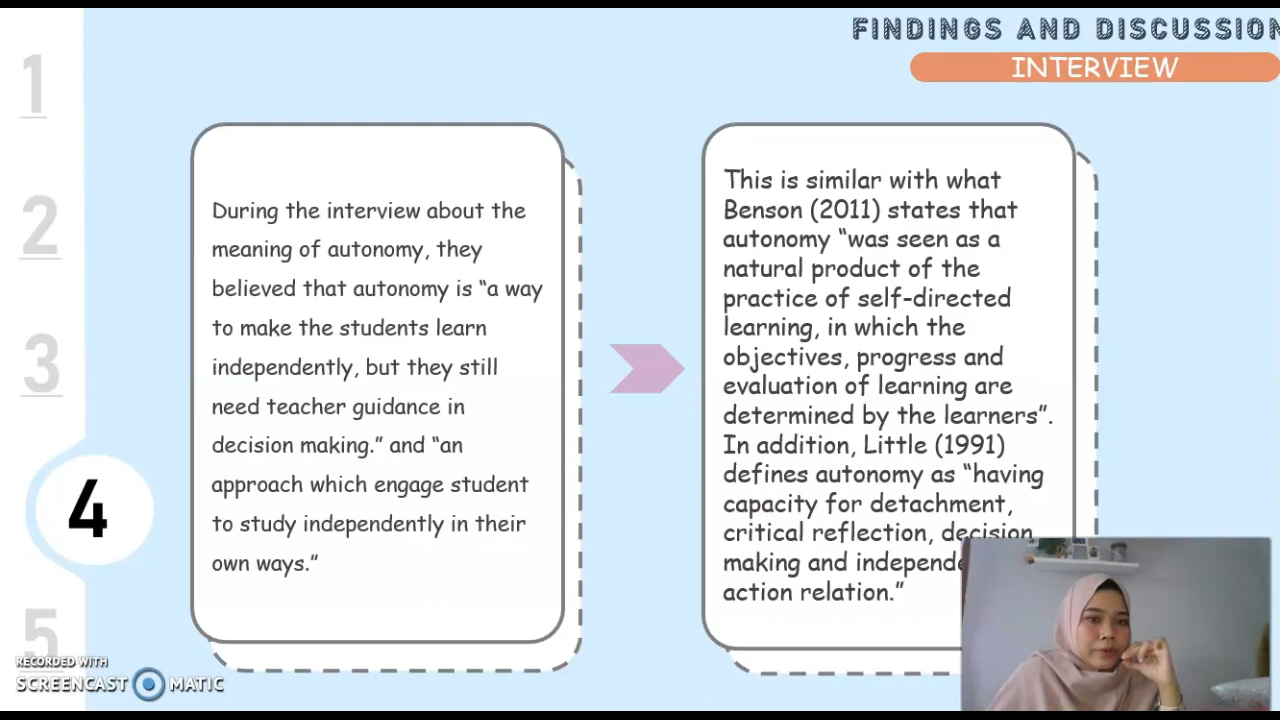 FINDINGS AND DISCUSSION
INTERVIEW
1
2
3
4
5
During the interview about the
meaning of autonomy, they
believed that autonomy is “a way
to make the students learn
independently, but they still
need teacher guidance in
decision making.” and “an
approach which engage student
to study independently in their
own ways.”
This is similar with what
Benson (2011) states that
autonomy “was seen as a
natural product of the
practice of self-directed
learning, in which the
objectives, progress and
evaluation of learning are
determined by the learners”.
In addition, Little (1991)
defines autonomy as “having
capacity for detachment,
critical reflection, decision
making and
action relation.”
RECORDED WITH
SCREENCAST MATIC